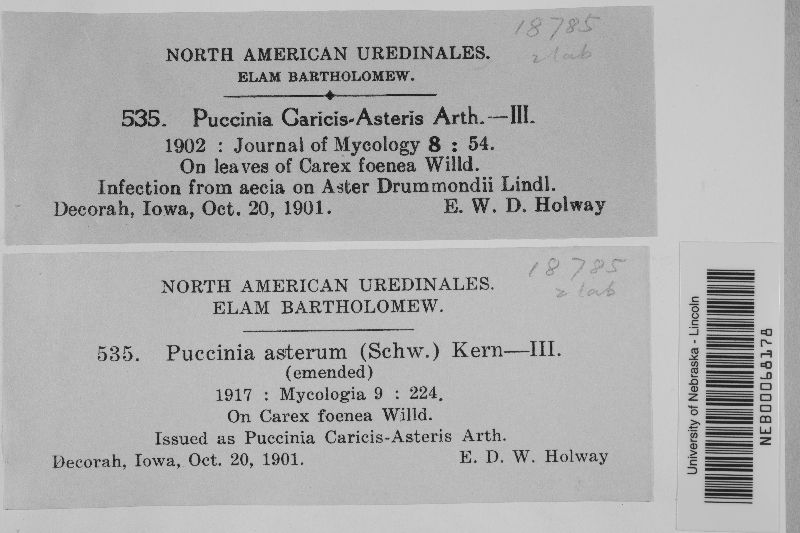 18785
2 lab
NORTH AMERICAN UREDINALES.
ELAM BARTHOLOMEW.
535. Puccinia Caricis-Asteris Arth.—III.
1902 : Journal of Mycology 8 : 54.
On leaves of Carex foenea Willd.
Infection from aecia on Aster Drummondii Lindl.
Decorah, Iowa, Oct. 20, 1901. E. W. D. Holway
18785
2 lab
NORTH AMERICAN UREDINALES.
ELAM BARTHOLOMEW.
535. Puccinia asterum (Schw.) Kern—III.
(emended)
1917 : Mycologia 9 : 224.
On Carex foenea Willd.
Issued as Puccinia Caricis-Asteris Arth.
Decorah, Iowa, Oct. 20, 1901. E. D. W. Holway
University of Nebraska - Lincoln
NEB00068178